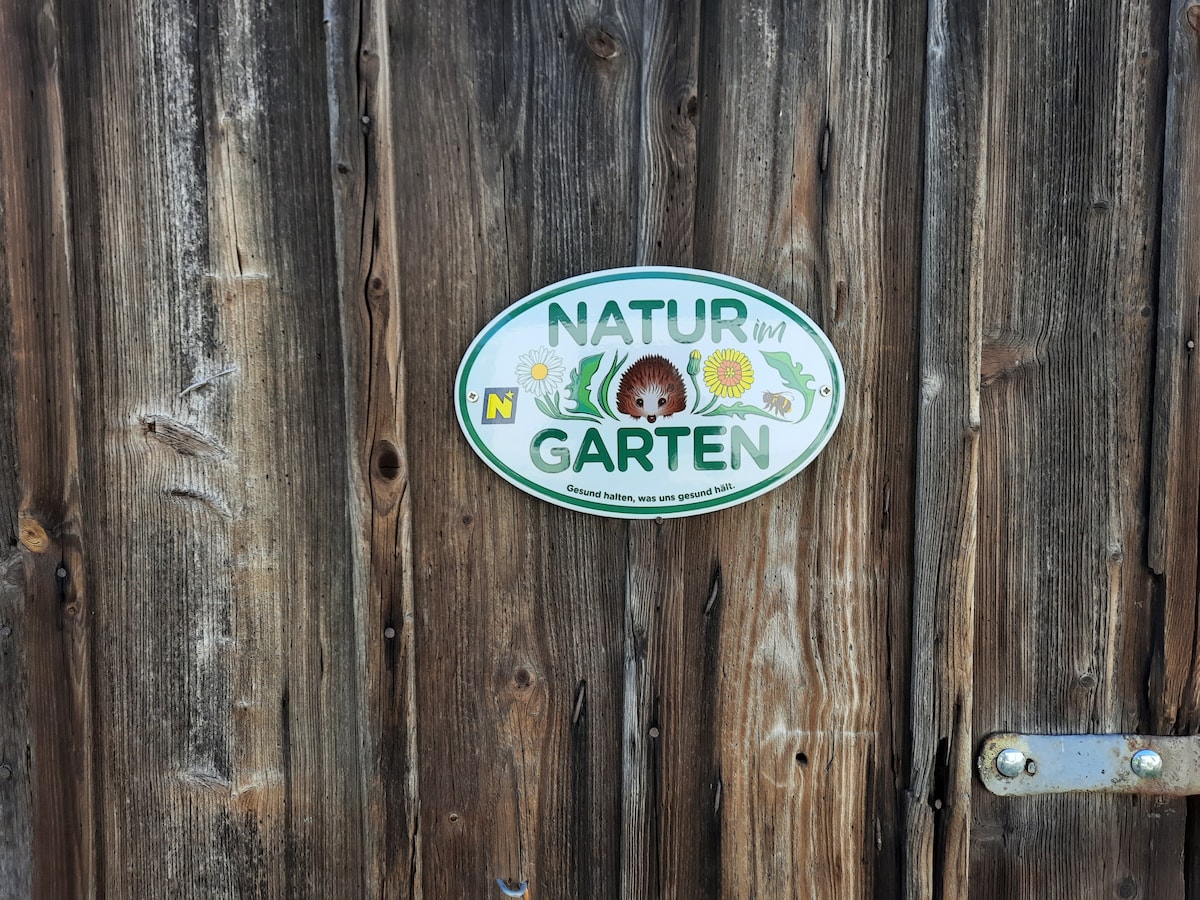 NATUR im
N
GARTEN
Gesund halten, was uns gesund hält.